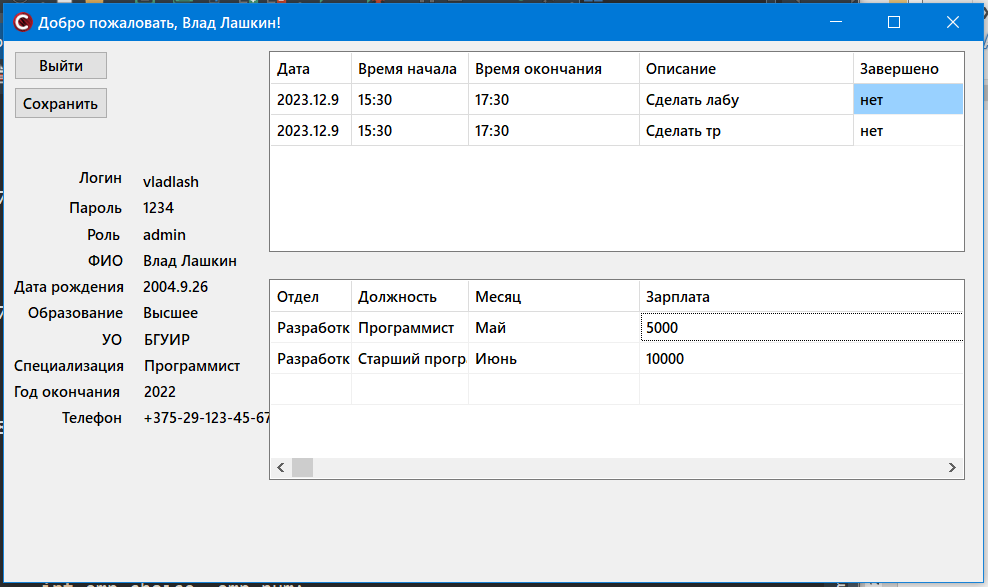 Добро пожаловать, Влад Лашкин!
Выйти
Сохранить
Логин vladlash
Пароль 1234
Роль admin
ФИО Влад Лашкин
Дата рождения 2004.9.26
Образование Высшее
УО БГУИР
Специализация Программист
Год окончания 2022
Телефон +375-29-123-45-67
Дата Время начала Время окончания Описание Завершено
2023.12.9 15:30 17:30 Сделать лабу нет
2023.12.9 15:30 17:30 Сделать тр нет
Отдел Должность Месяц Зарплата
Разработк Программист Май 5000
Разработк Старший прогр Июнь 10000